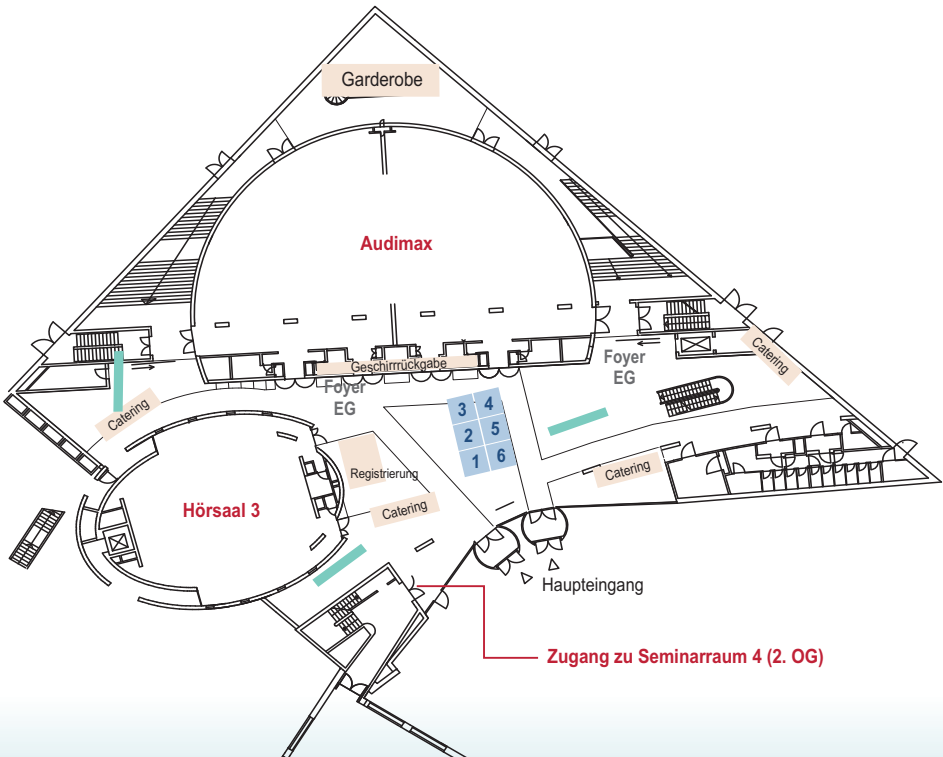 Garderobe
Audimax
Geschirrrückgabe
Foyer
EG
Foyer
EG
Catering
Catering
3 4
2 5
1 6
Registrierung
Catering
Catering
Hörsaal 3
Haupteingang
Zugang zu Seminarraum 4 (2. OG)